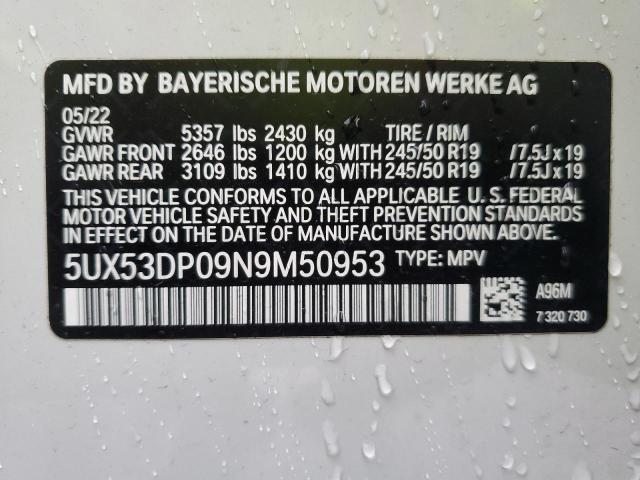 MFD BY BAYERISCHE MOTOREN WERKE AG
05/22
GVWR 5357 lbs 2430 kg TIRE / RIM
GAWR FRONT 2646 lbs 1200 kg WITH 245/50 R19 /7.5J x 19
GAWR REAR 3109 lbs 1410 kg WITH 245/50 R19 /7.5J x 19
THIS VEHICLE CONFORMS TO ALL APPLICABLE U. S. FEDERAL
MOTOR VEHICLE SAFETY AND THEFT PREVENTION STANDARDS
IN EFFECT ON THE DATE OF MANUFACTURE SHOWN ABOVE.
5UX53DP09N9M50953 TYPE: MPV
A96M
7 320 730